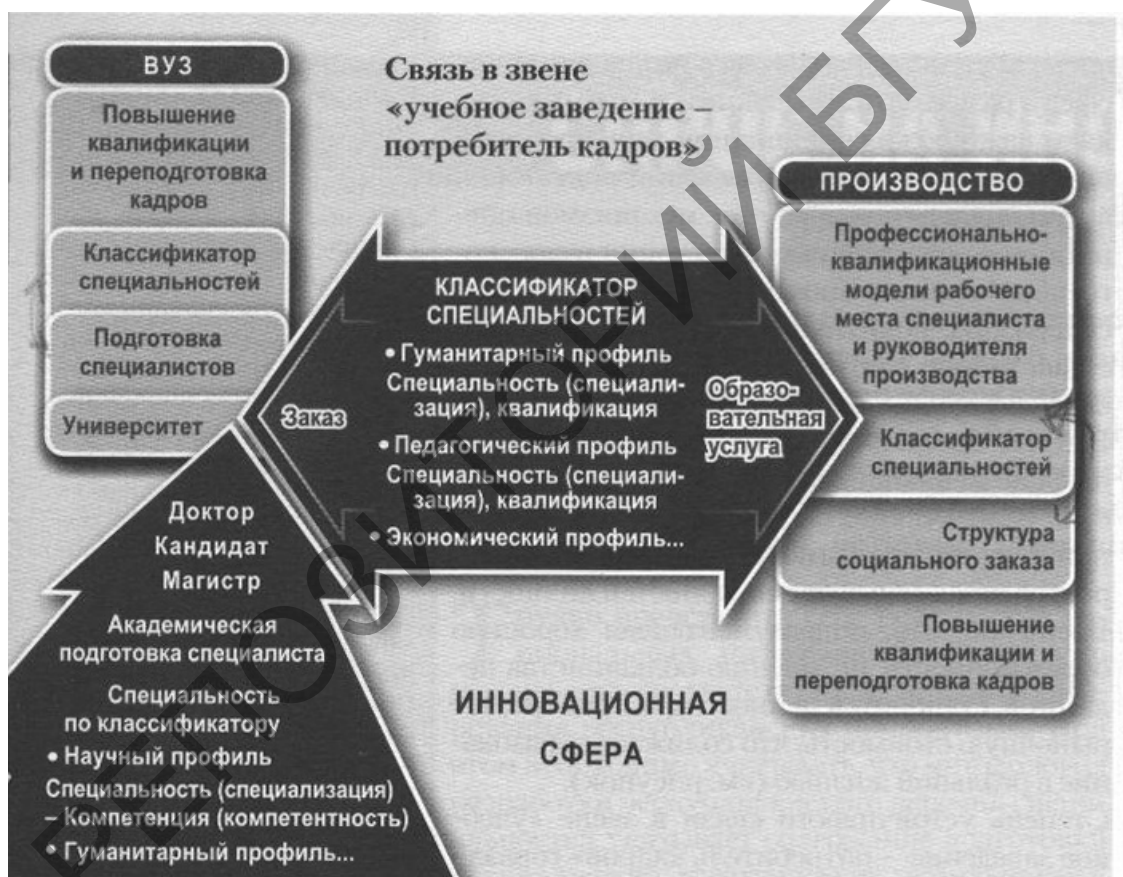 ВУЗ
Повышение
квалификации
и переподготовка
кадров
Классификатор
специальностей
Подготовка
специалистов
Университет
Связь в звене
«учебное заведение –
потребитель кадров»
ПРОИЗВОДСТВО
Профессионально-
квалификационные
модели рабочего
места специалиста
и руководителя
производства
Классификатор
специальностей
Структура
социального заказа
Повышение
квалификации и
переподготовка кадров
КЛАССИФИКАТОР
СПЕЦИАЛЬНОСТЕЙ
• Гуманитарный профиль
Специальность (специали-
зация), квалификация
• Педагогический профиль
Специальность (специали-
зация), квалификация
• Экономический профиль...
Заказ
Образо-
вательная
услуга
Доктор
Кандидат
Магистр
Академическая
подготовка специалиста
Специальность
по классификатору
• Научный профиль
Специальность (специализация)
– Компетенция (компетентность)
• Гуманитарный профиль...
ИННОВАЦИОННАЯ
СФЕРА
РЕПОЗИТОРИЙ БГУ